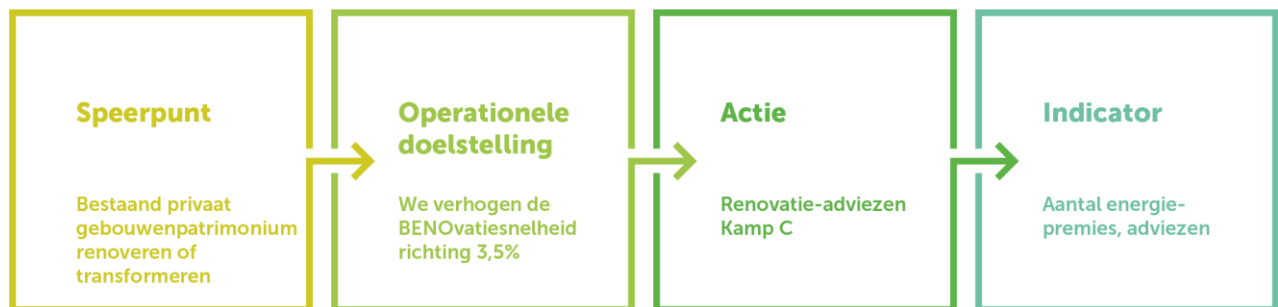 Speerpunt
Bestaand privaat
gebouwenpatrimonium
renoveren of
transformeren
Operationele
doelstelling
We verhogen de
BENOvatiesnelheid
richting 3,5%
Actie
Renovatie-adviezen
Kamp C
Indicator
Aantal energie-
premies, adviezen